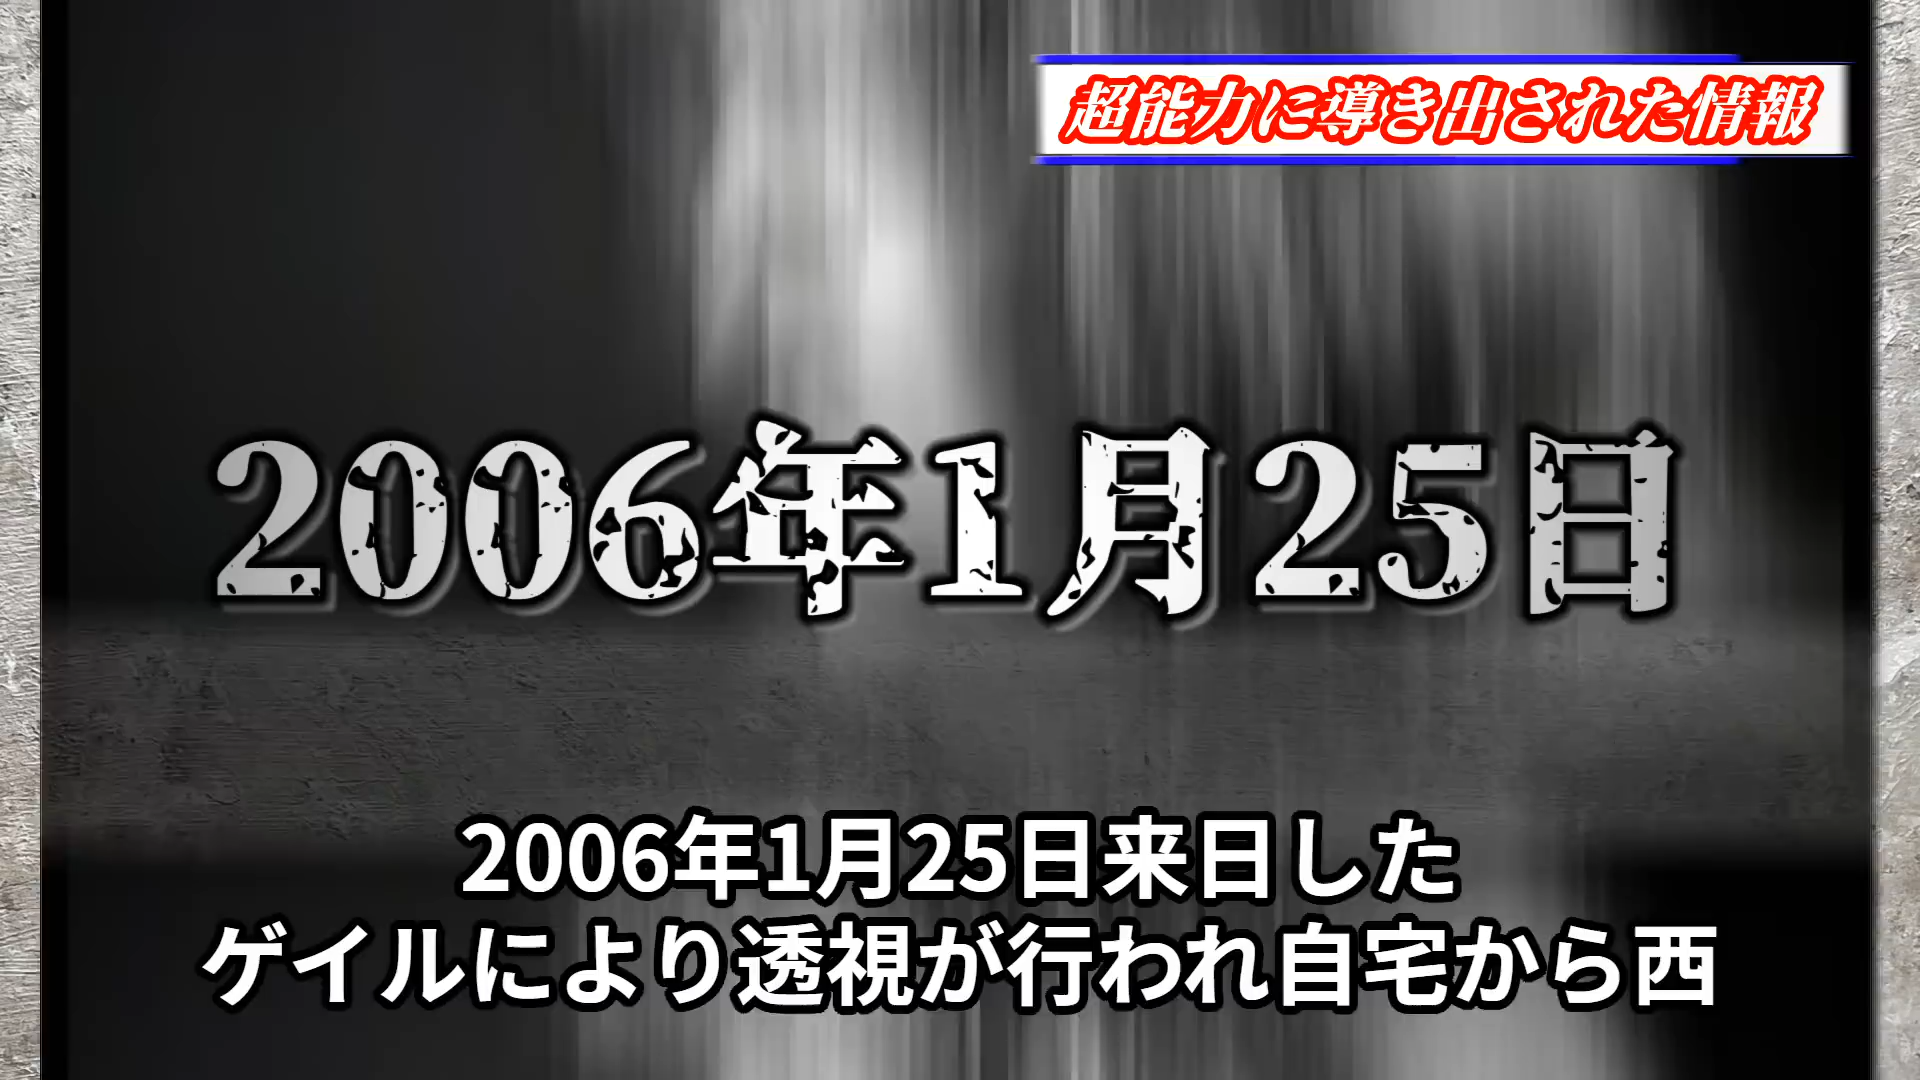 超能力に導き出された情報
2006年1月25日
2006年1月25日来日した
ゲイルにより透視が行われ自宅から西